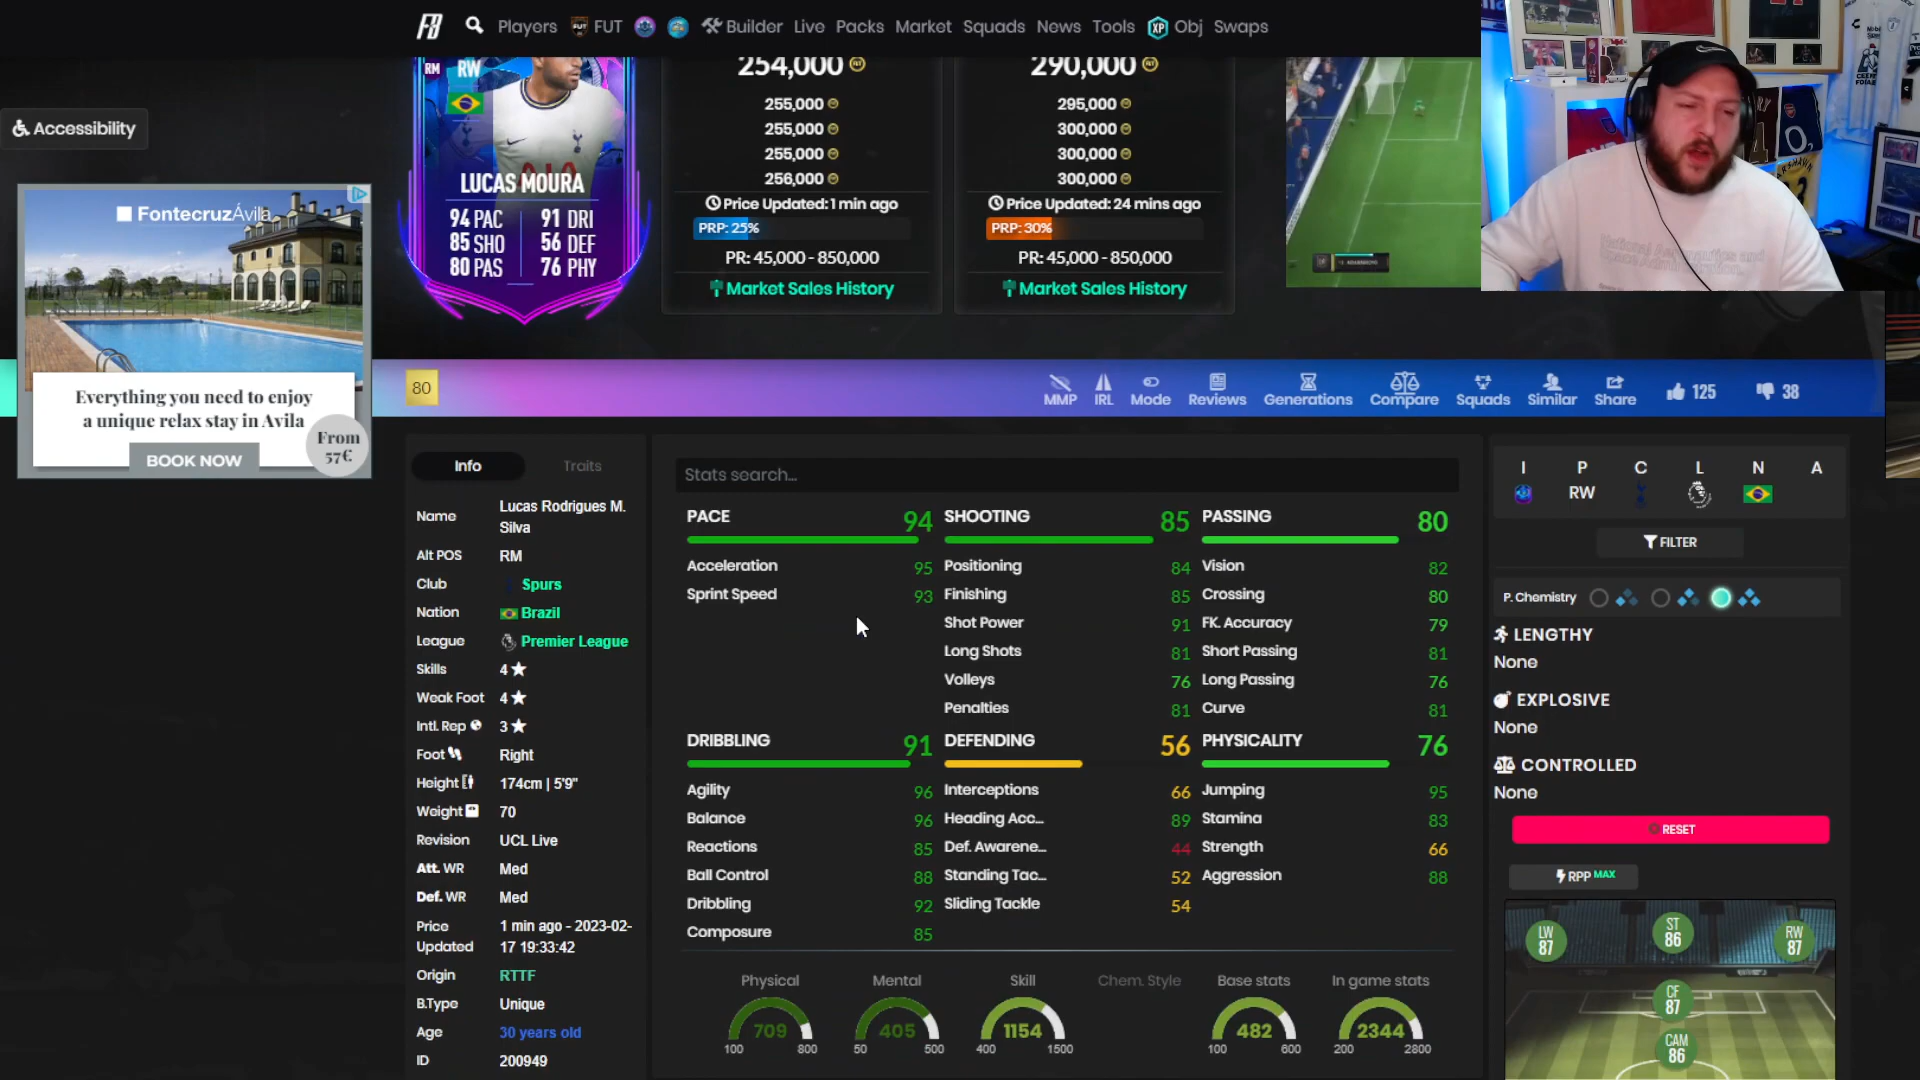 FB Players FUT Builder Live Packs Market Squads News Tools XP Obj Swaps
Accessibility
FontecruzÁvila
Everything you need to enjoy
a unique relax stay in Avila
BOOK NOW
From
57€
RM RW
LUCAS MOURA
94 PAC 91 DRI
85 SHO 56 DEF
80 PAS 76 PHY
254,000
255,000
255,000
255,000
256,000
Price Updated: 1 min ago
PRP: 25%
PR: 45,000 - 850,000
Market Sales History
290,000
295,000
300,000
300,000
300,000
Price Updated: 24 mins ago
PRP: 30%
PR: 45,000 - 850,000
Market Sales History
80
MMP IRL Mode Reviews Generations Compare Squads Similar Share 125 38
Info Traits
Name Lucas Rodrigues M.
Silva
Alt POS RM
Club Spurs
Nation Brazil
League Premier League
Skills 4
Weak Foot 4
Intl. Rep 3
Foot Right
Height 174cm | 5'9"
Weight 70
Revision UCL Live
Att. WR Med
Def. WR Med
Price
Updated 1 min ago - 2023-02-
17 19:33:42
Origin RTTF
B.Type Unique
Age 30 years old
ID 200949
Stats search...
PACE 94
Acceleration 95
Sprint Speed 93
SHOOTING 85
Positioning 84
Finishing 85
Shot Power 91
Long Shots 81
Volleys 76
Penalties 81
PASSING 80
Vision 82
Crossing 80
FK. Accuracy 79
Short Passing 81
Long Passing 76
Curve 81
DRIBBLING 91
Agility 96
Balance 96
Reactions 85
Ball Control 88
Dribbling 92
Composure 85
DEFENDING 56
Interceptions 66
Heading Acc... 89
Def. Awarene... 44
Standing Tac... 52
Sliding Tackle 54
PHYSICALITY 76
Jumping 95
Stamina 83
Strength 66
Aggression 88
Physical Mental Skill Chem. Style Base stats In game stats
709 405 1154 482 2344
100 800 50 500 400 1500 100 600 200 2800
I P C L N A
RW
FILTER
P. Chemistry
LENGTHY
None
EXPLOSIVE
None
CONTROLLED
None
RESET
RPP MAX
LW
87
ST
86
RW
87
CF
87
CAM
86